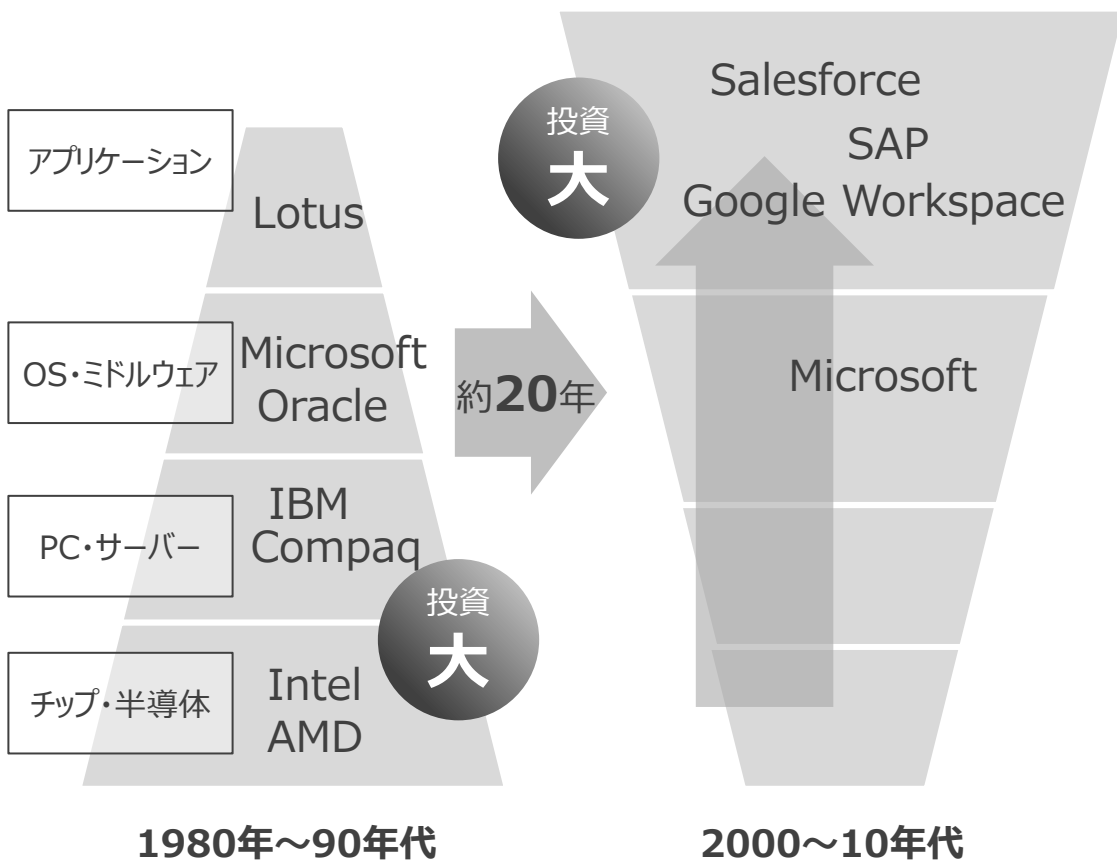 アプリケーション
Lotus
OS・ミドルウェア
Microsoft
Oracle
PC・サーバー
IBM
Compaq
チップ・半導体
Intel
AMD
投資
大
1980年～90年代
約20年
投資
大
Salesforce
SAP
Google Workspace
Microsoft
2000～10年代